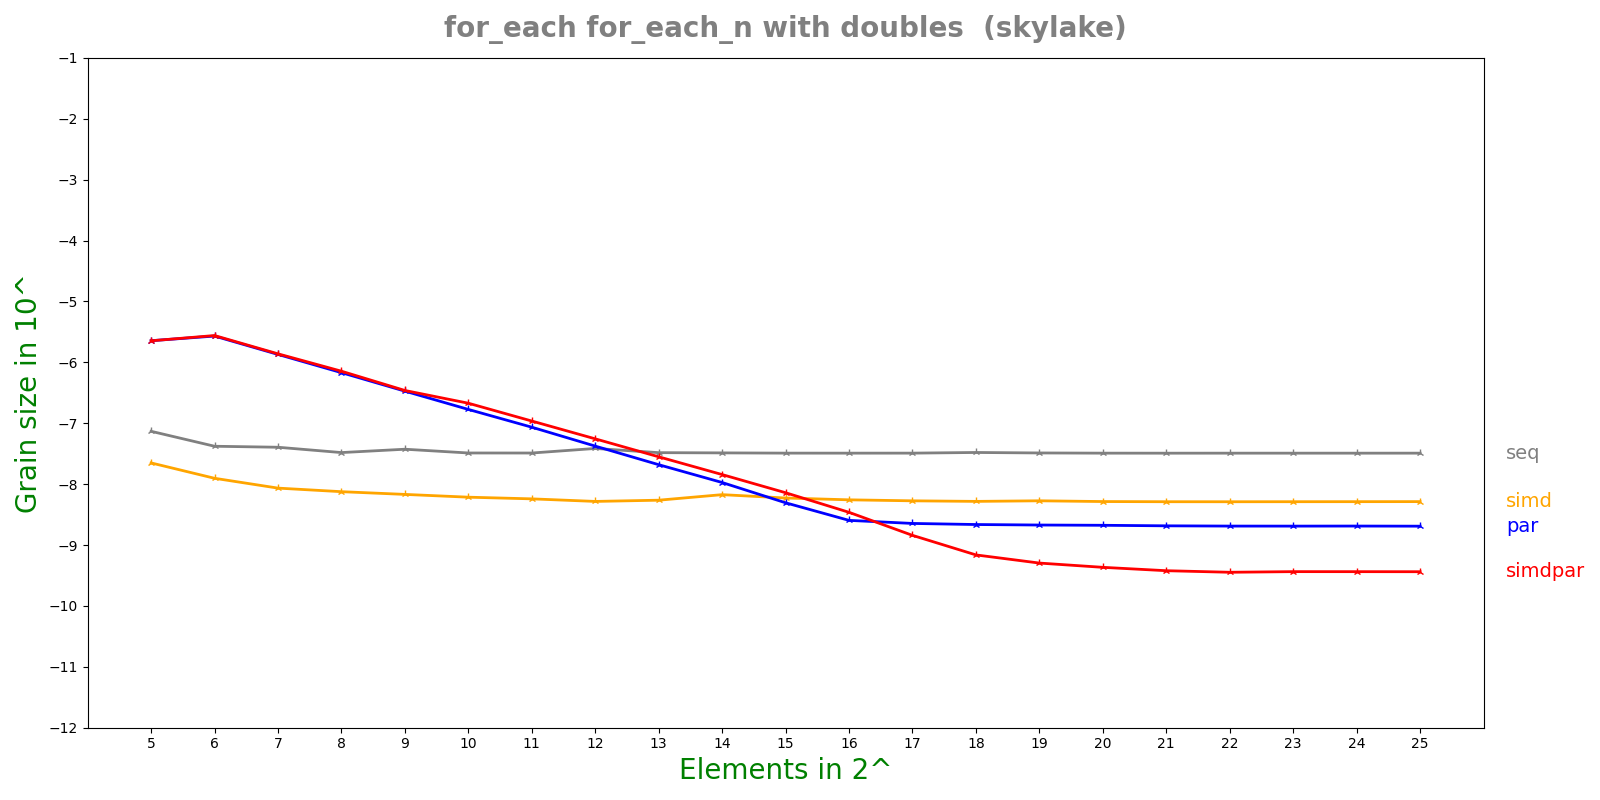 for_each for_each_n with doubles  (skylake)
Grain size in 10^
−1
−2
−3
−4
−5
−6
−7
−8
−9
−10
−11
−12
seq
simd
par
simdpar
5 6 7 8 9 10 11 12 13 14 15 16 17 18 19 20 21 22 23 24 25
Elements in 2^